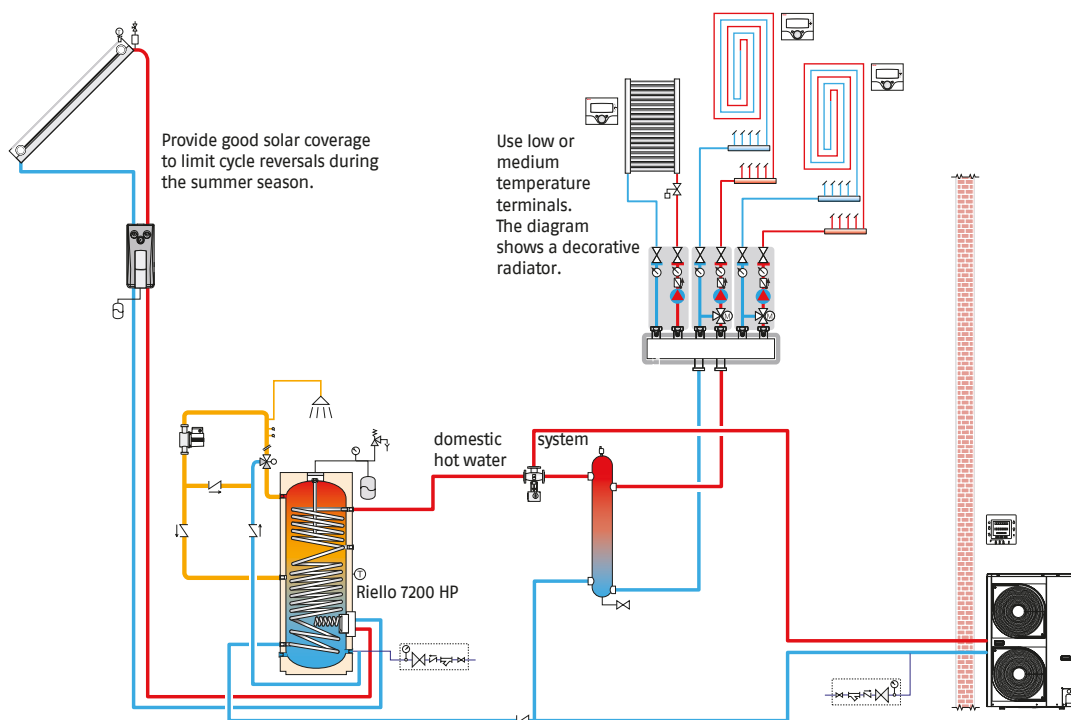 Provide good solar coverage
to limit cycle reversals during
the summer season.
Use low or
medium
temperature
terminals.
The diagram
shows a decorative
radiator.
M
M
domestic
hot water
system
T
Riello 7200 HP